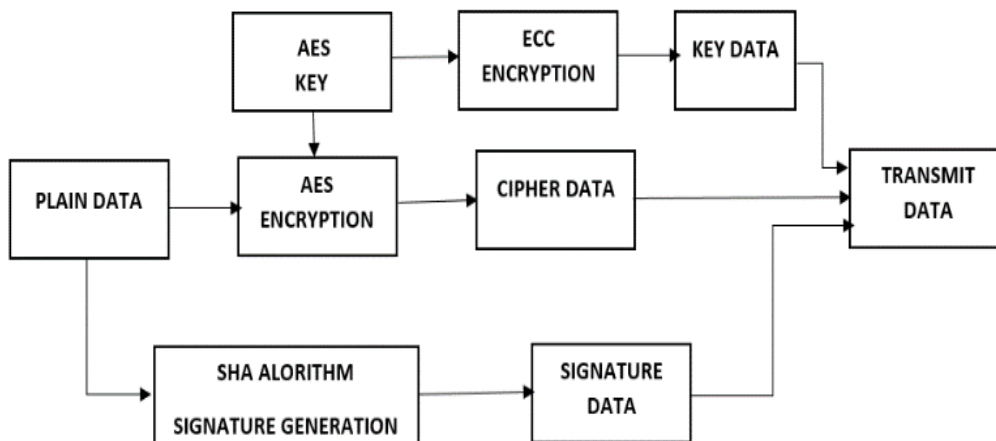 AES
KEY
ECC
ENCRYPTION
KEY DATA
PLAIN DATA
AES
ENCRYPTION
CIPHER DATA
TRANSMIT
DATA
SHA ALORITHM
SIGNATURE GENERATION
SIGNATURE
DATA